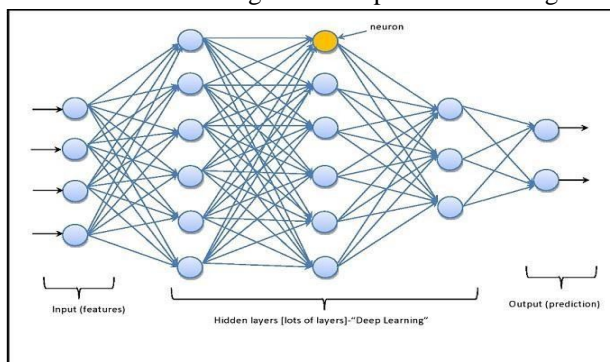 neuron
Input (features)
Output (prediction)
Hidden layers [lots of layers]-“Deep Learning”